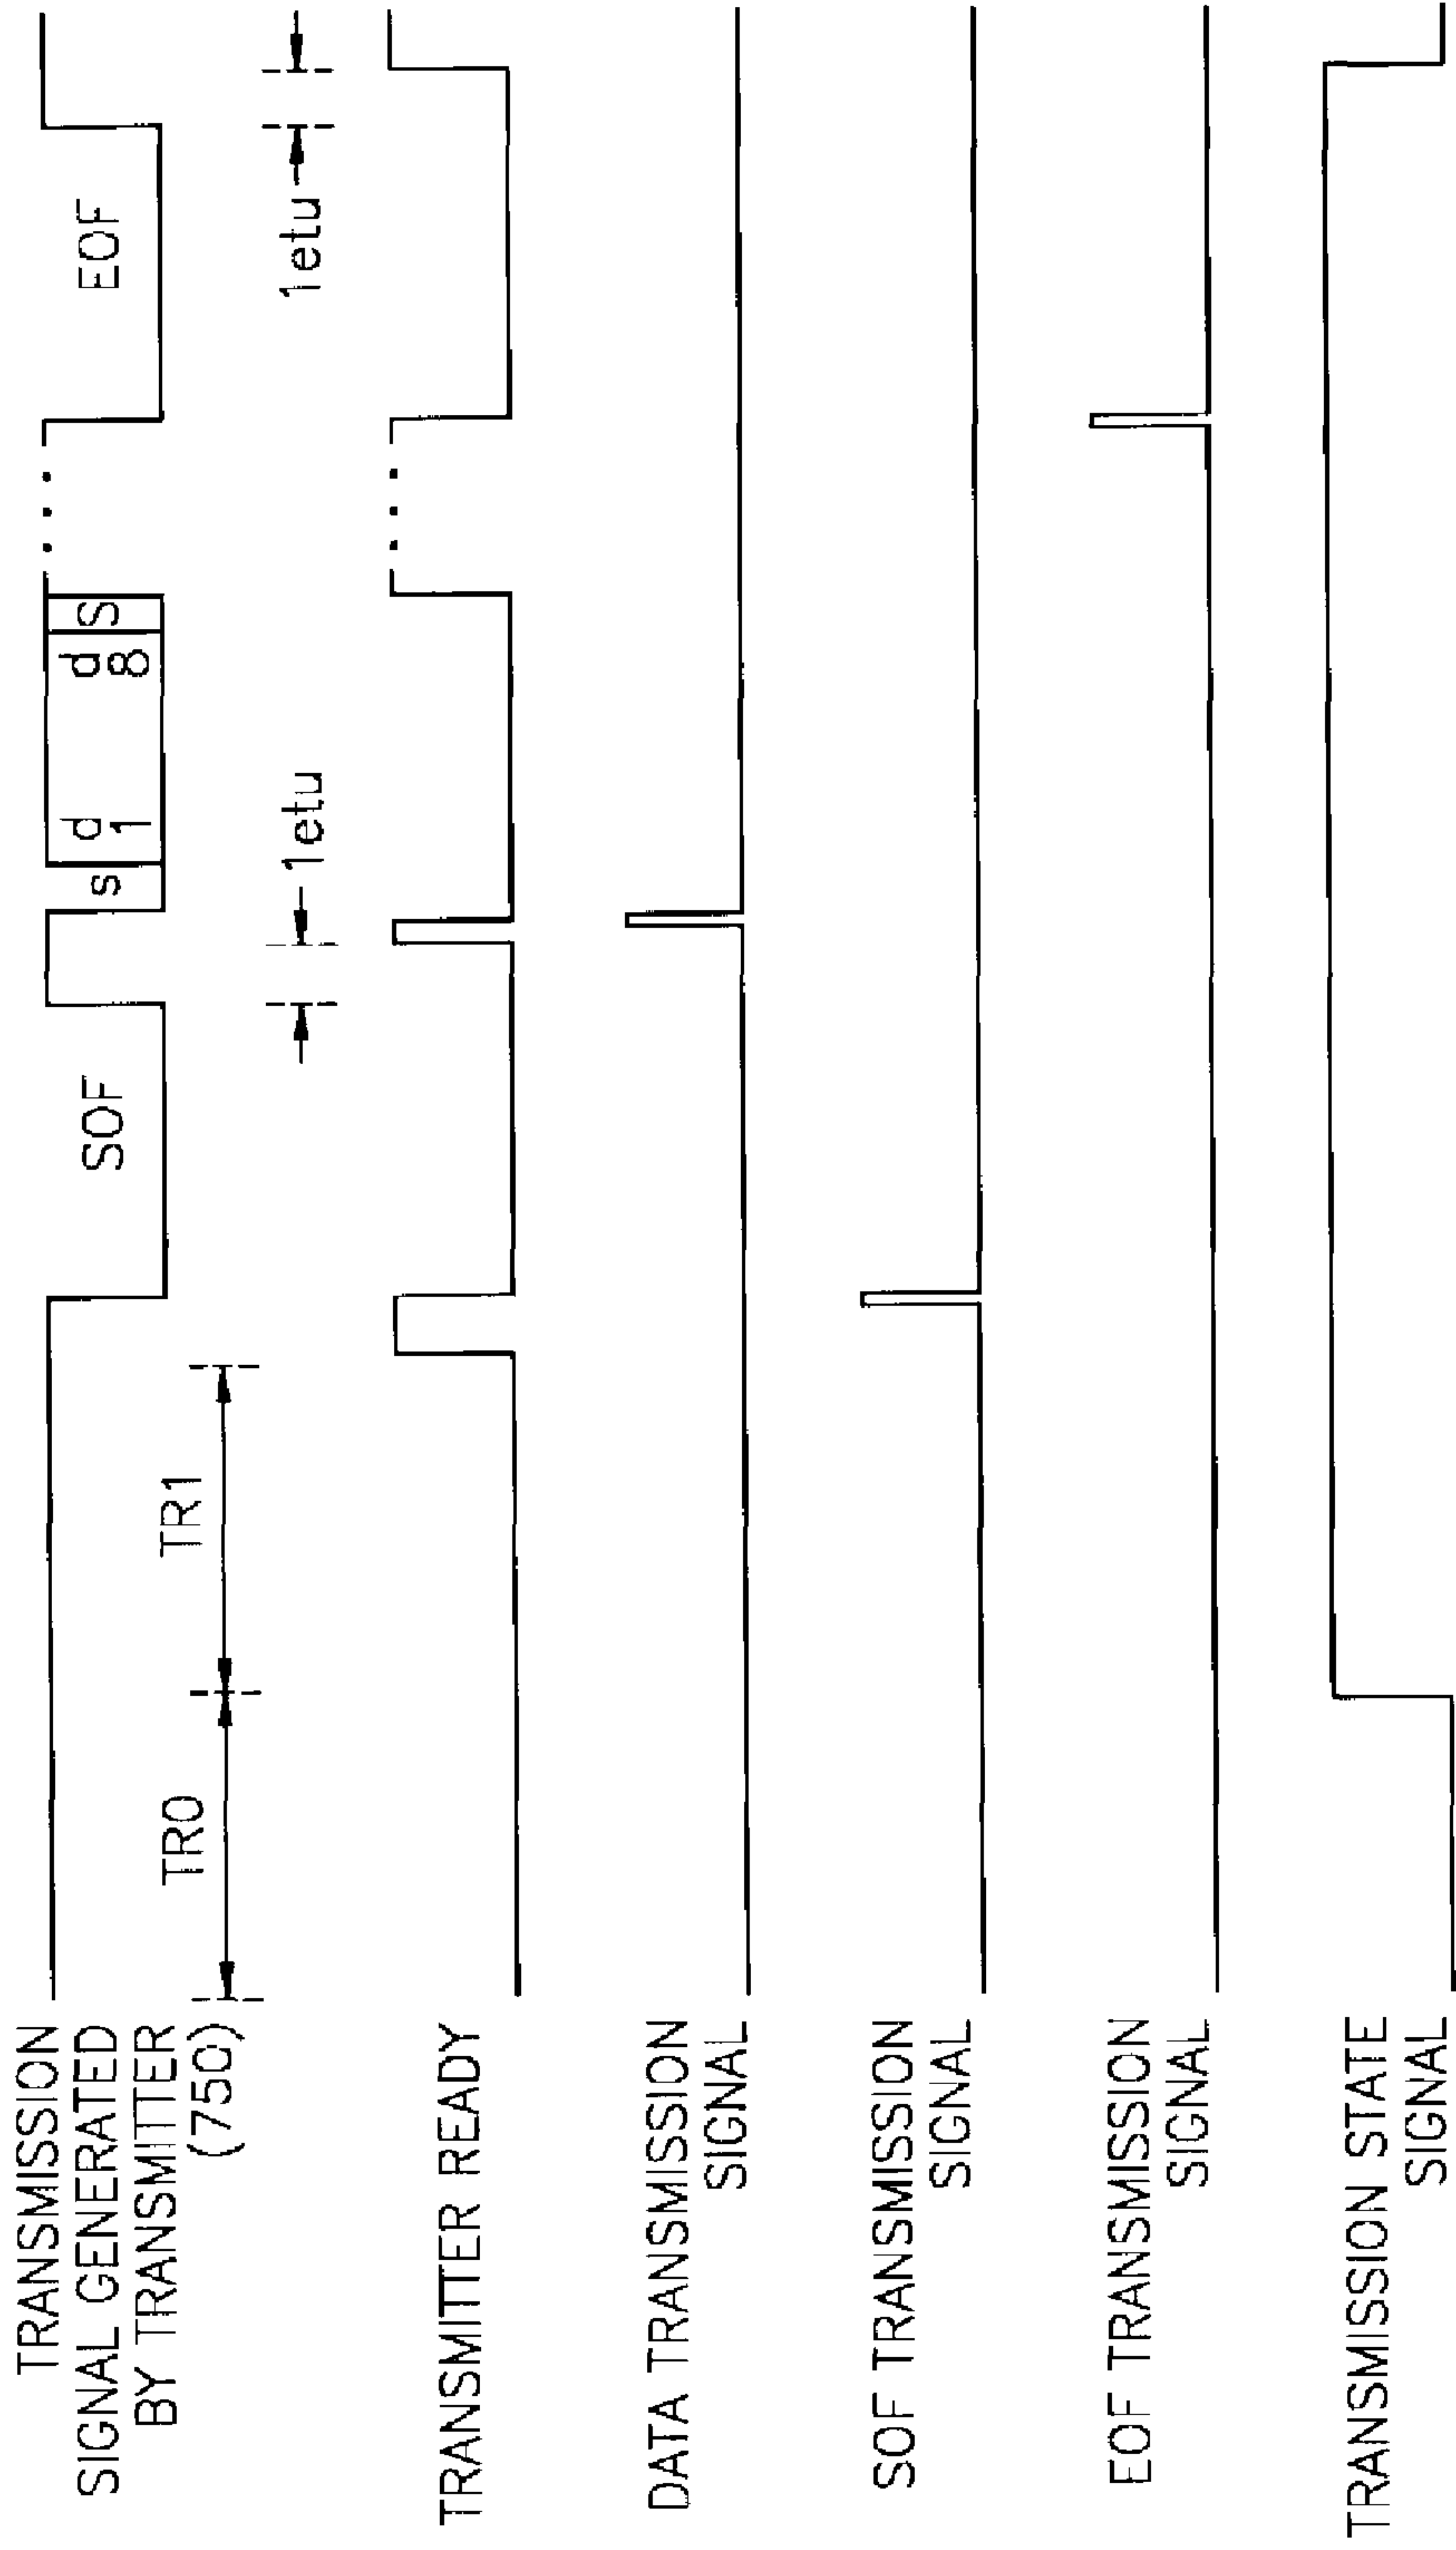 TRANSMISSION
SIGNAL GENERATED
BY TRANSMITTER
(750)
SOF
s
d
1
d
8
S
EOF
TR0
TR1
1etu
1etu
TRANSMITTER READY
DATA TRANSMISSION
SIGNAL
SOF TRANSMISSION
SIGNAL
EOF TRANSMISSION
SIGNAL
TRANSMISSION STATE
SIGNAL